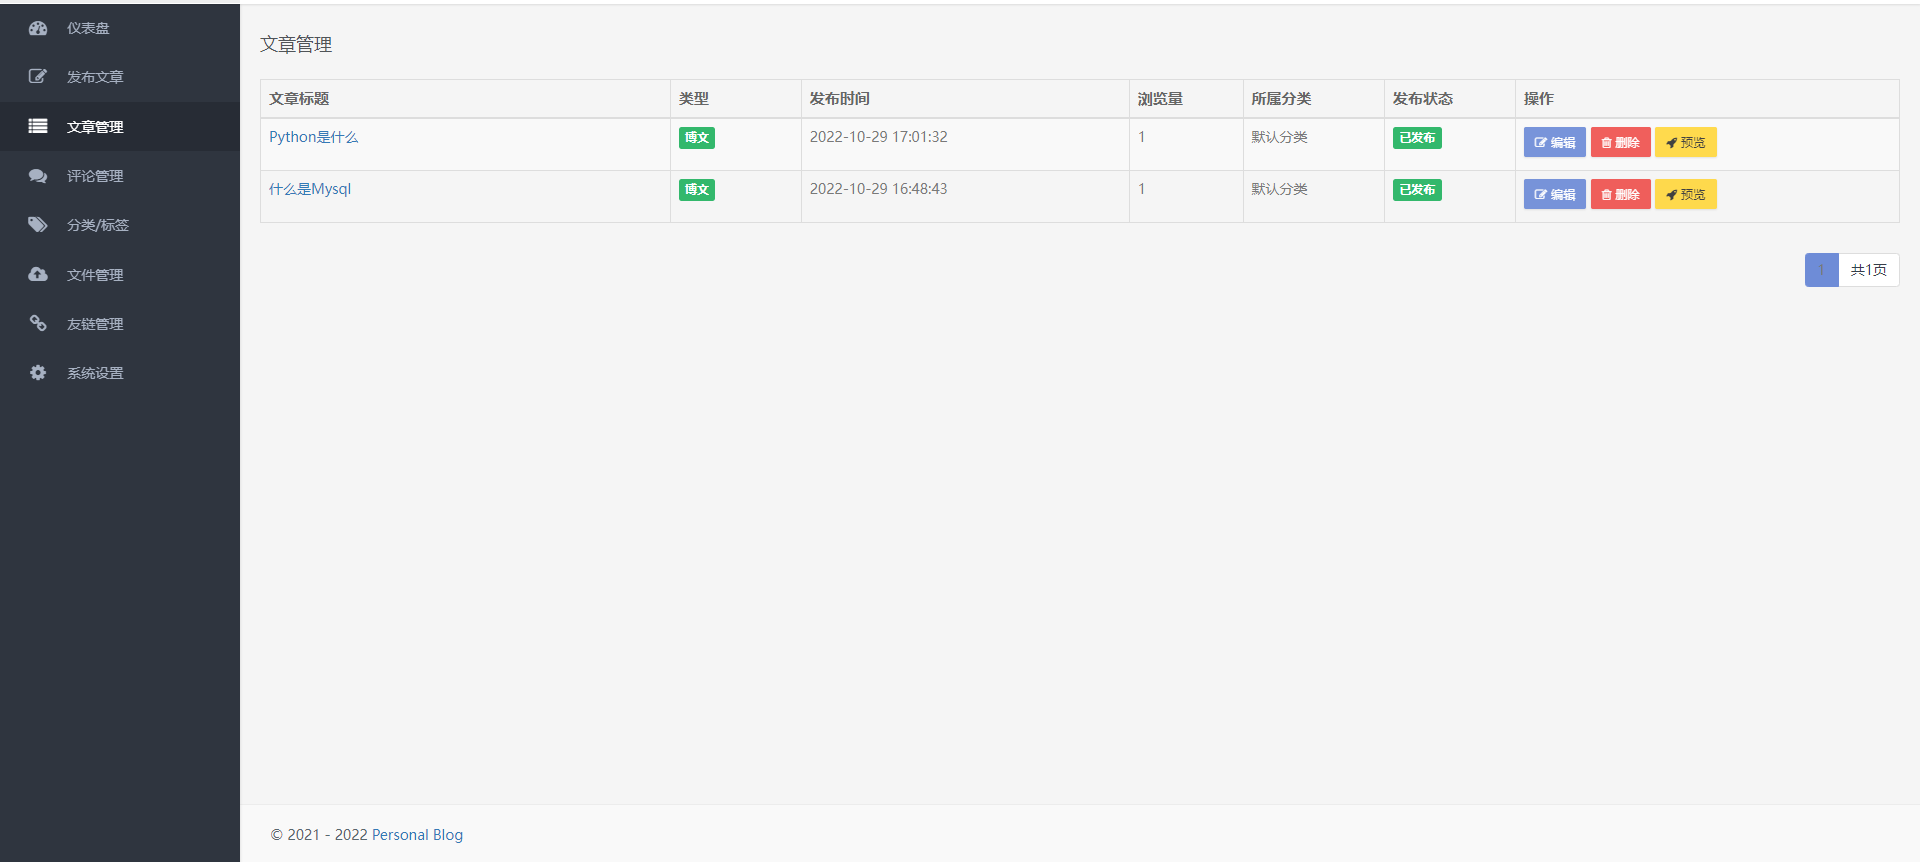 仪表盘
发布文章
文章管理
评论管理
分类/标签
文件管理
友链管理
系统设置
文章管理
文章标题 类型 发布时间 浏览量 所属分类 发布状态 操作
Python是什么 博文 2022-10-29 17:01:32 1 默认分类 已发布 编辑 删除 预览
什么是Mysql 博文 2022-10-29 16:48:43 1 默认分类 已发布 编辑 删除 预览
1 共1页
© 2021 - 2022 Personal Blog